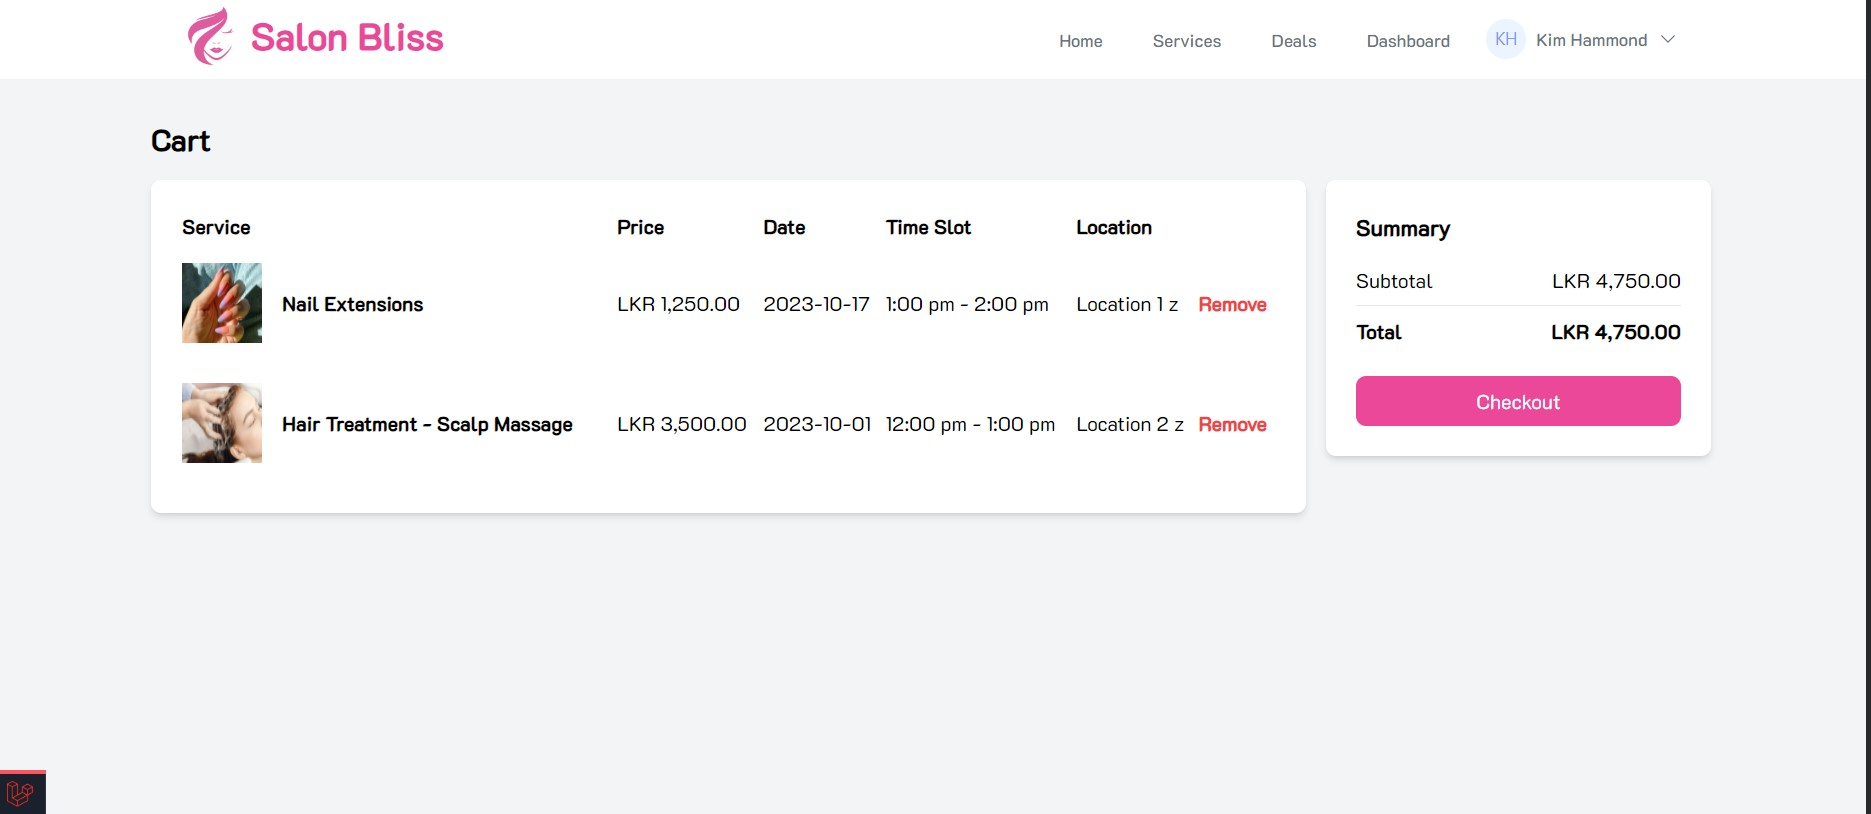 Salon Bliss
Home Services Deals Dashboard KH Kim Hammond
Cart
Service Price Date Time Slot Location
Nail Extensions LKR 1,250.00 2023-10-17 1:00 pm - 2:00 pm Location 1 z Remove
Hair Treatment - Scalp Massage LKR 3,500.00 2023-10-01 12:00 pm - 1:00 pm Location 2 z Remove
Summary
Subtotal LKR 4,750.00
Total LKR 4,750.00
Checkout